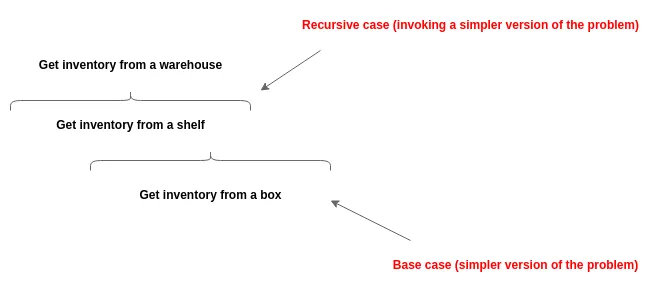 Recursive case (invoking a simpler version of the problem)
Get inventory from a warehouse
Get inventory from a shelf
Get inventory from a box
Base case (simpler version of the problem)